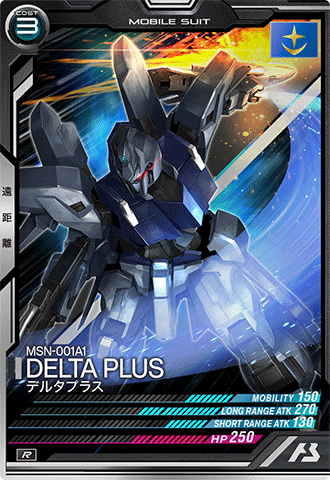 COST
3
MOBILE SUIT
遠距離
MSN-001A1
DELTA PLUS
デルタプラス
MOBILITY 150
LONG RANGE ATK 270
SHORT RANGE ATK 130
HP 250
R